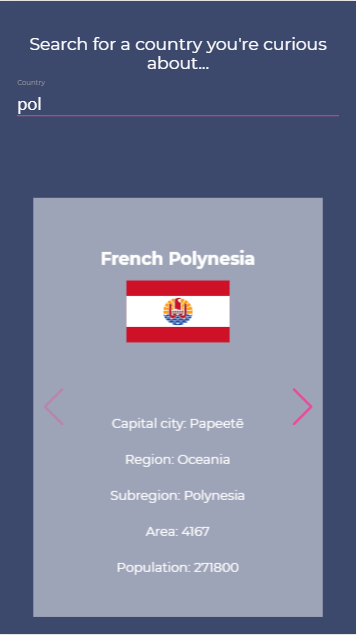 Search for a country you're curious
about...
Country
pol
French Polynesia
Capital city: Papeetē
Region: Oceania
Subregion: Polynesia
Area: 4167
Population: 271800